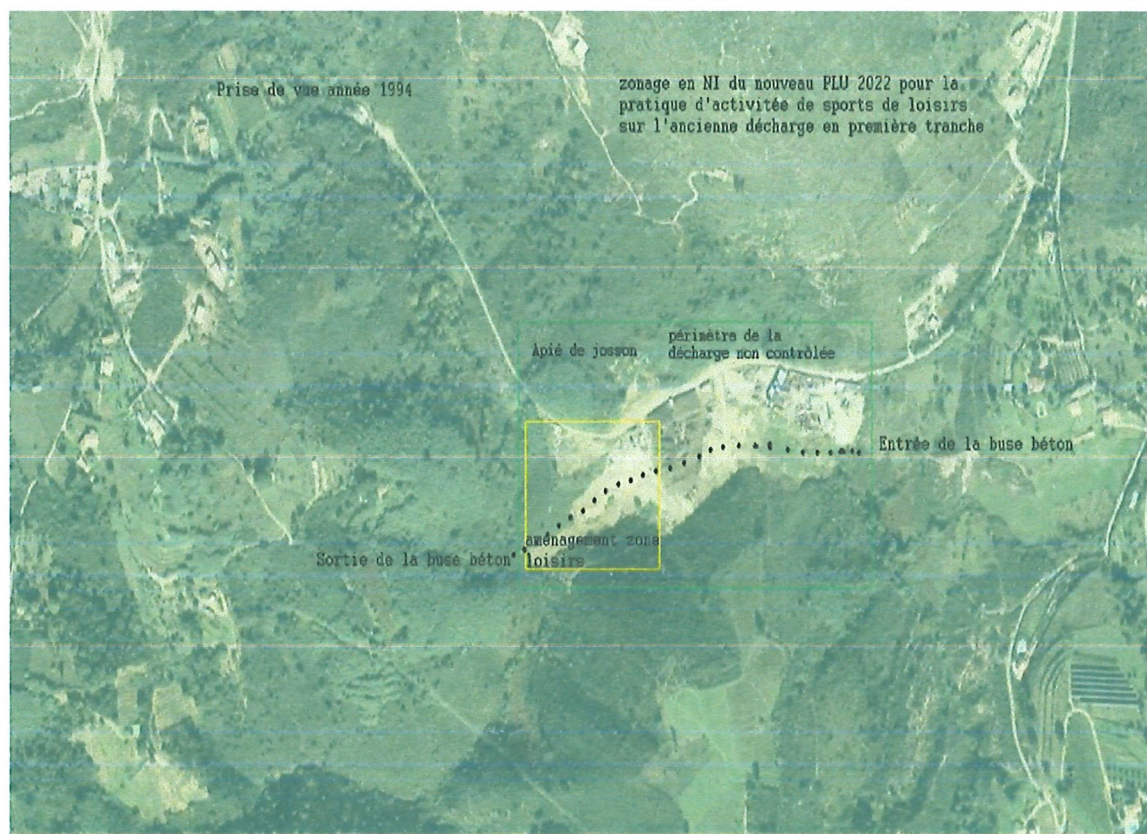 Prise de vue année 1994
zonage en NI du nouveau PLU 2022 pour la
pratique d'activitée de sports de loisirs
sur l'ancienne décharge en première tranche
Apié de josson
périmètre de la
décharge non contrôlée
Entrée de la buse béton
aménagement zone
loisirs
Sortie de la buse béton